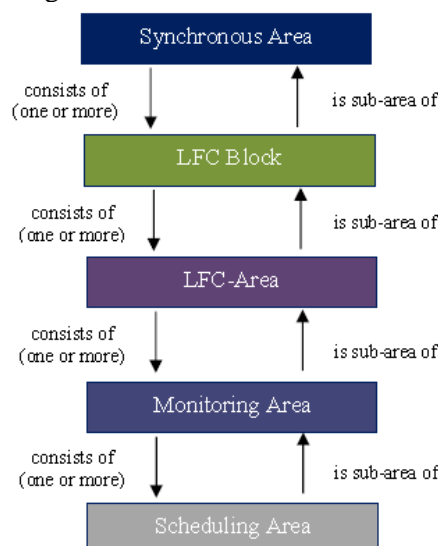 Synchronous Area
consists of
(one or more)
is sub-area of
LFC Block
consists of
(one or more)
is sub-area of
LFC-Area
consists of
(one or more)
is sub-area of
Monitoring Area
consists of
(one or more)
is sub-area of
Scheduling Area